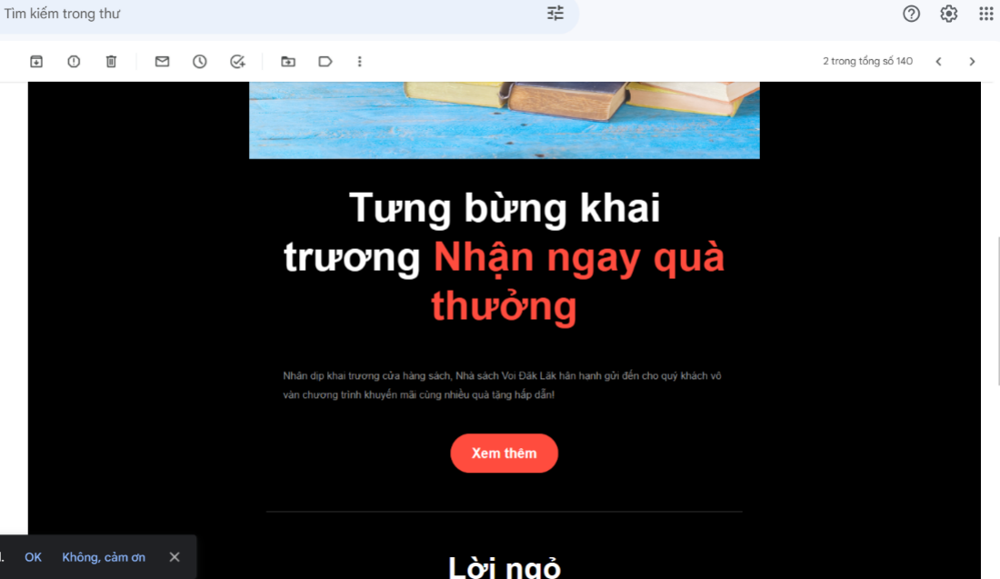 Tìm kiếm trong thư
2 trong tổng số 140
Tưng bừng khai
trương Nhận ngay quà
thưởng
Nhân dịp khai trương cửa hàng sách, Nhà sách Voi Đăk Lăk hân hạnh gửi đến cho quý khách vô
vàn chương trình khuyến mãi cùng nhiều quà tặng hấp dẫn!
Xem thêm
OK Không, cảm ơn
Lời ngỏ